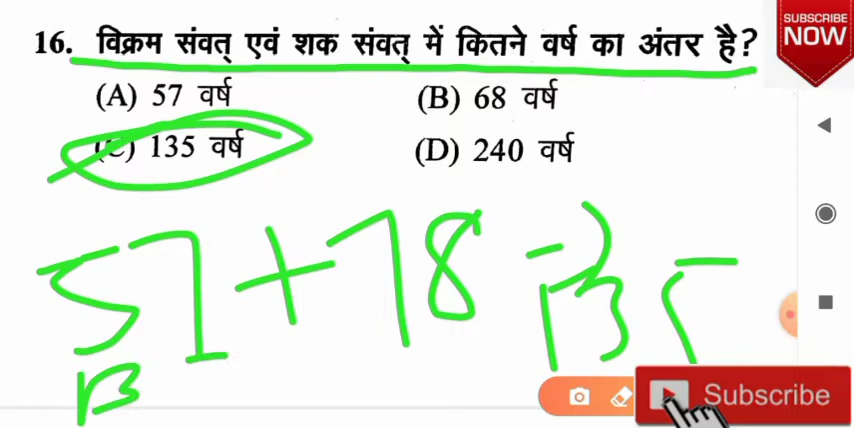 SUBSCRIBE
NOW
16. विक्रम संवत् एवं शक संवत् में कितने वर्ष का अंतर है?
(A) 57 वर्ष (B) 68 वर्ष
(C) 135 वर्ष (D) 240 वर्ष
57+78
135
B
Subscribe